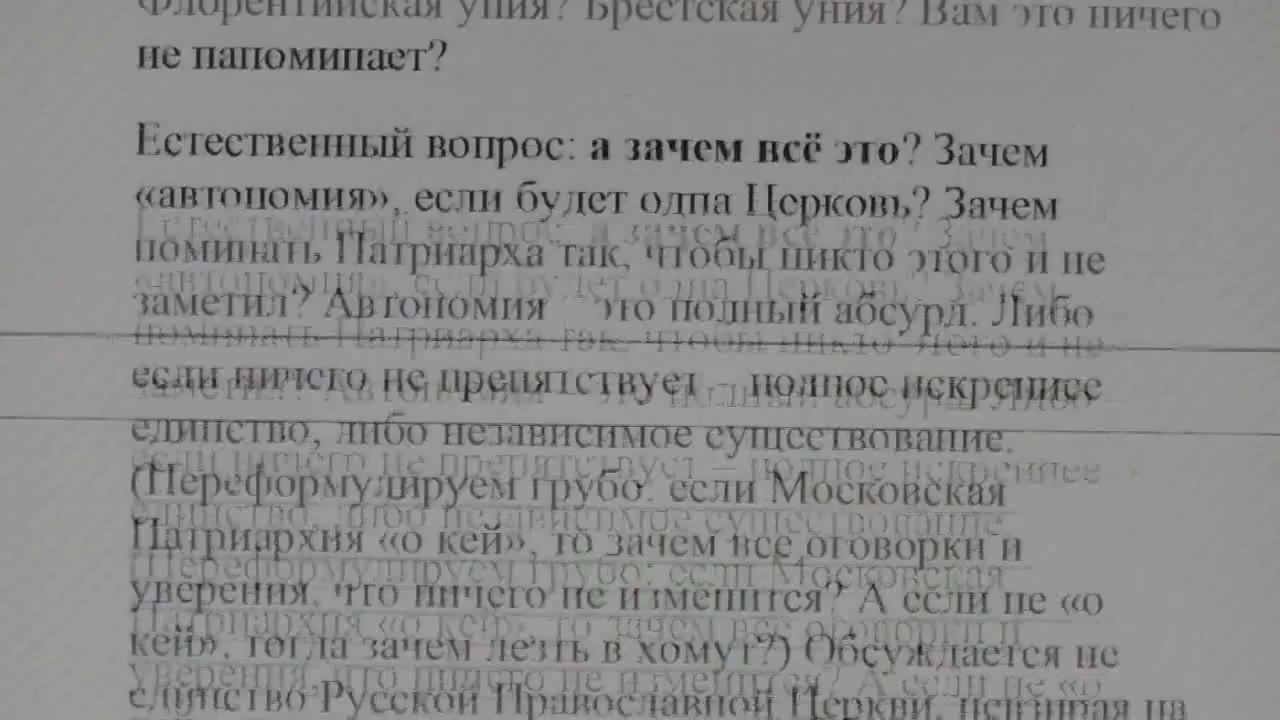 Флорентийская уния? Брестская уния? Вам это ничего
не напоминает?
Естественный вопрос: а зачем всё это? Зачем
«автономия», если будет одна Церковь? Зачем
поминать Патриарха так, чтобы никто этого и не
заметил? Автономия – это полный абсурд. Либо
если ничего не препятствует – полное искреннее
единство, либо независимое существование.
(Переформулируем грубо: если Московская
Патриархия «о кей», то зачем все оговорки и
уверения, что ничего не изменится? А если не «о
кей», тогда зачем лезть в хомут?) Обсуждается не
единство Русской Православной Церкви, невзирая на